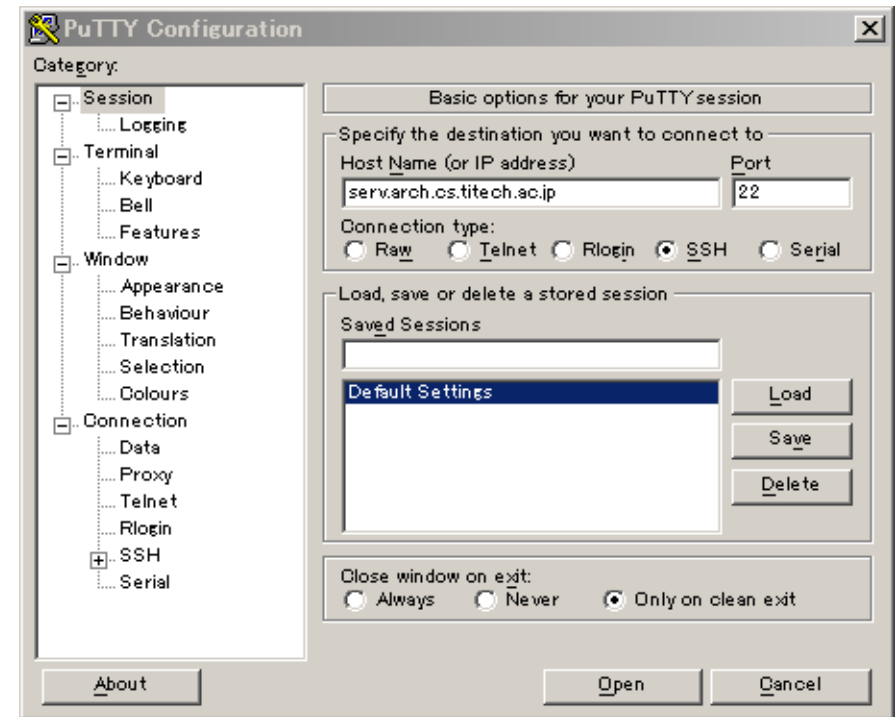 PuTTY Configuration
Category:
Session
Logging
Terminal
Keyboard
Bell
Features
Window
Appearance
Behaviour
Translation
Selection
Colours
Connection
Data
Proxy
Telnet
Rlogin
SSH
Serial
Basic options for your PuTTY session
Specify the destination you want to connect to
Host Name (or IP address) Port
serv.arch.cs.titech.ac.jp 22
Connection type:
Raw Telnet Rlogin SSH Serial
Load, save or delete a stored session
Saved Sessions
Default Settings
Load
Save
Delete
Close window on exit:
Always Never Only on clean exit
About Open Cancel